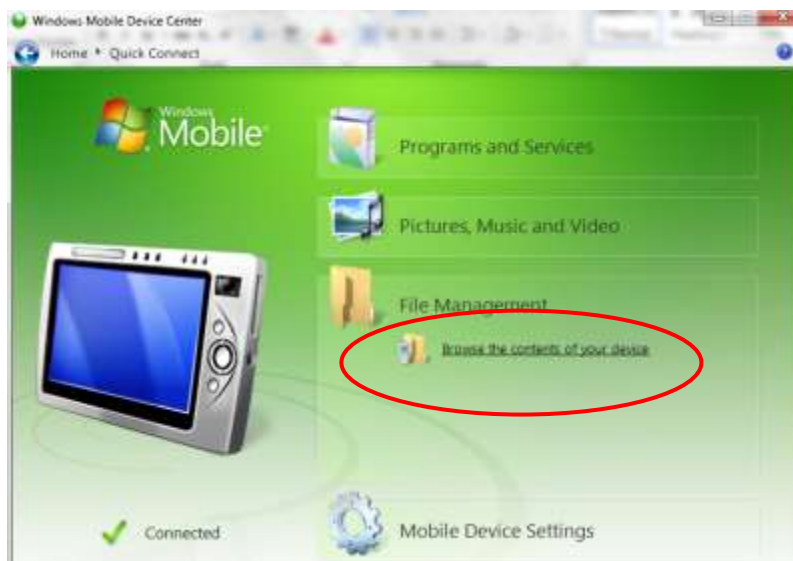 Windows Mobile Device Center
Home Quick Connect
Windows
Mobile
Programs and Services
Pictures, Music and Video
File Management
Browse the contents of your device
Connected
Mobile Device Settings